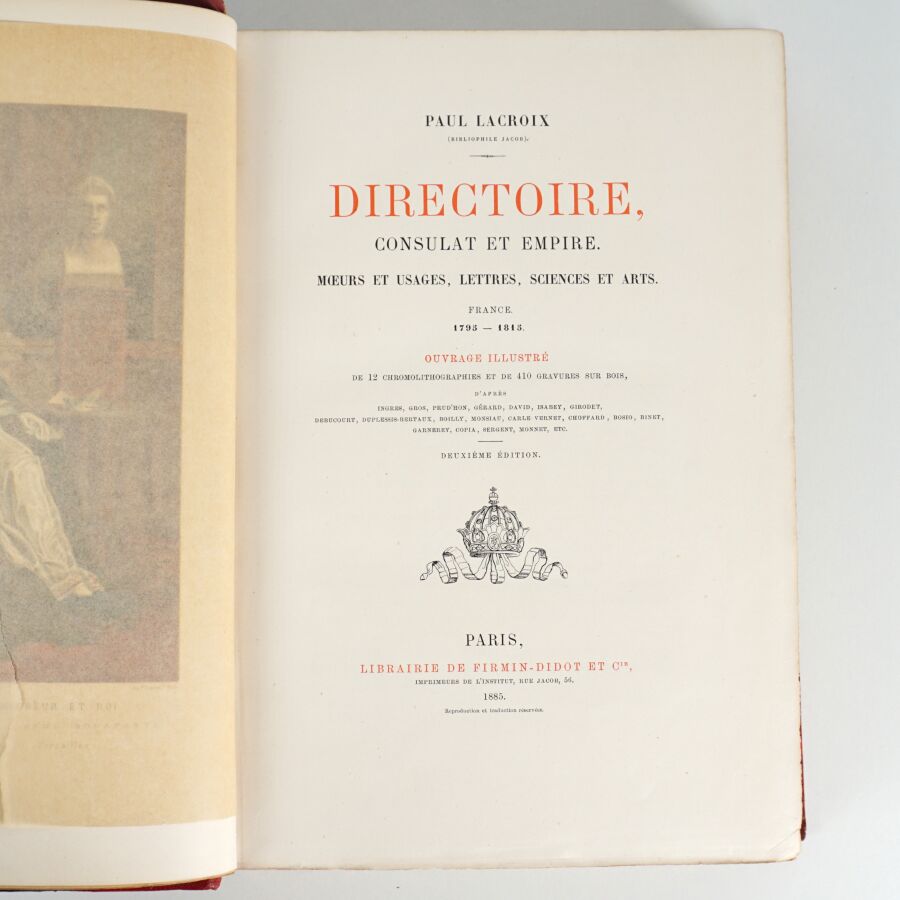 PAUL LACROIX
(BIBLIOPHILE JACOB).
DIRECTOIRE,
CONSULAT ET EMPIRE.
MŒURS ET USAGES, LETTRES, SCIENCES ET ARTS.
FRANCE.
1795 — 1815.
OUVRAGE ILLUSTRÉ
DE 12 CHROMOLITHOGRAPHIES ET DE 410 GRAVURES SUR BOIS,
D'APRÈS
INGRES, GROS, PRUD'HON, GÉRARD, DAVID, ISABEY, GIRODET,
DEBUCOURT, DUPLESSIS-BERTAUX, BOILLY, MONSIAU, CARLE VERNET, CHOFFARD, BOSIO, BINET,
GARNEREY, COPIA, SERGENT, MONNET, ETC.
DEUXIÈME ÉDITION.
PARIS,
LIBRAIRIE DE FIRMIN-DIDOT ET Cie,
IMPRIMEURS DE L'INSTITUT, RUE JACOB, 56.
1885.
Reproduction et traduction réservées.
ET ROI